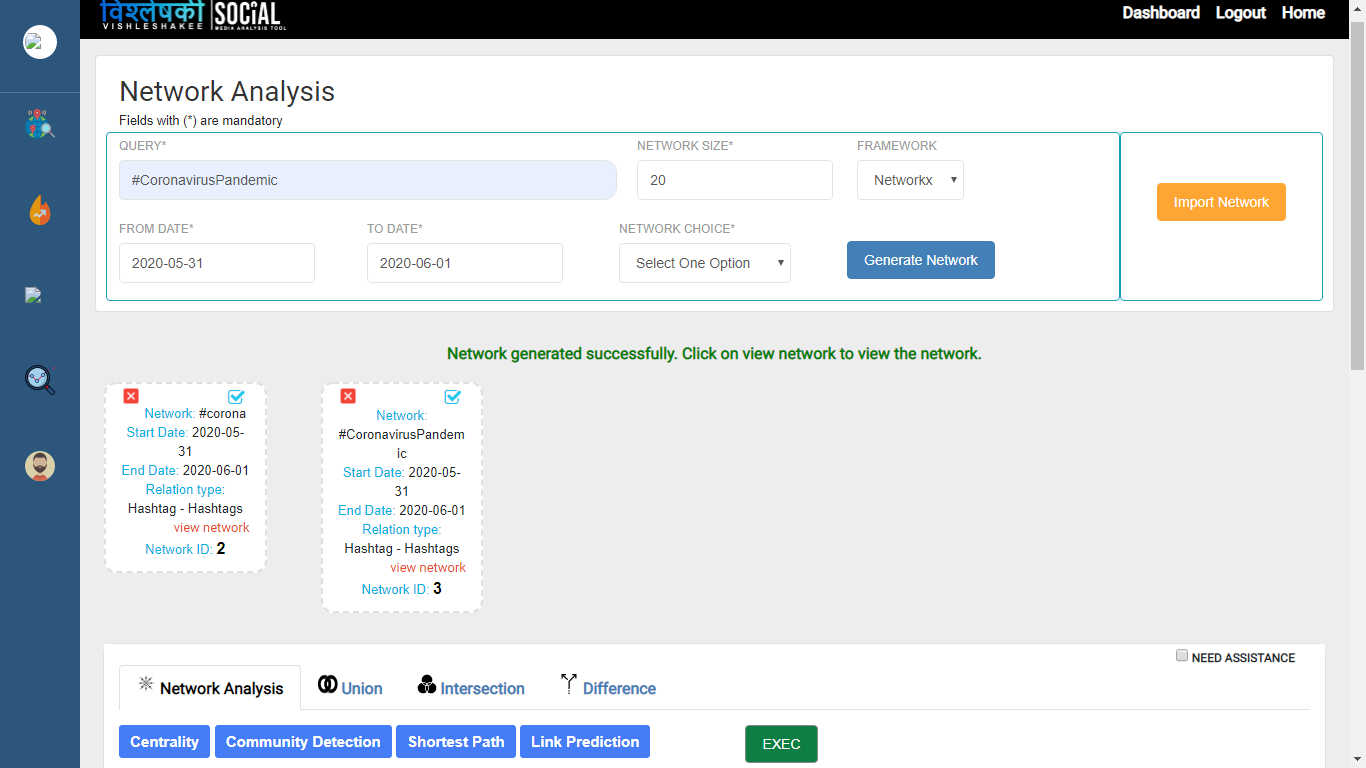 विश्लेषकी SOCIAL
VISHLESHAKEE MEDIA ANALYSIS TOOL
Dashboard Logout Home
Network Analysis
Fields with (*) are mandatory
QUERY* NETWORK SIZE* FRAMEWORK
#CoronavirusPandemic 20 Networkx
Import Network
FROM DATE* TO DATE* NETWORK CHOICE*
2020-05-31 2020-06-01 Select One Option Generate Network
Network generated successfully. Click on view network to view the network.
Network: #corona
Start Date: 2020-05-
31
End Date: 2020-06-01
Relation type:
Hashtag - Hashtags
view network
Network ID: 2
Network:
#CoronavirusPandem
ic
Start Date: 2020-05-
31
End Date: 2020-06-01
Relation type:
Hashtag - Hashtags
view network
Network ID: 3
NEED ASSISTANCE
Network Analysis Union Intersection Difference
Centrality Community Detection Shortest Path Link Prediction EXEC